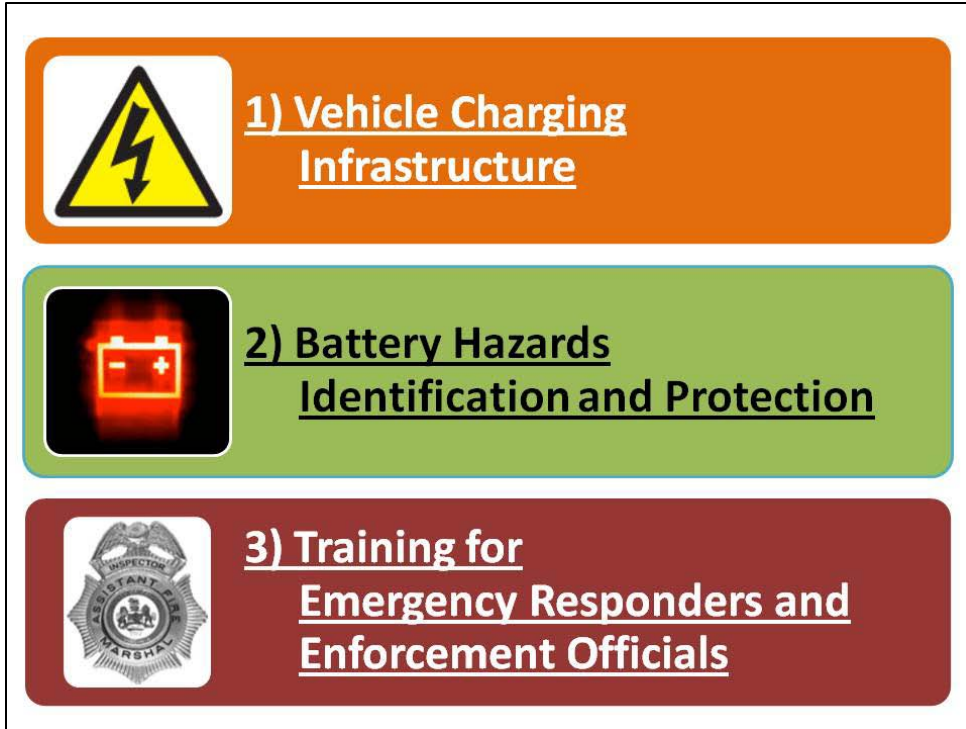 1) Vehicle Charging
Infrastructure
2) Battery Hazards
Identification and Protection
3) Training for
Emergency Responders and
Enforcement Officials
INSPECTOR
ASSISTANT FIRE
MARSHAL